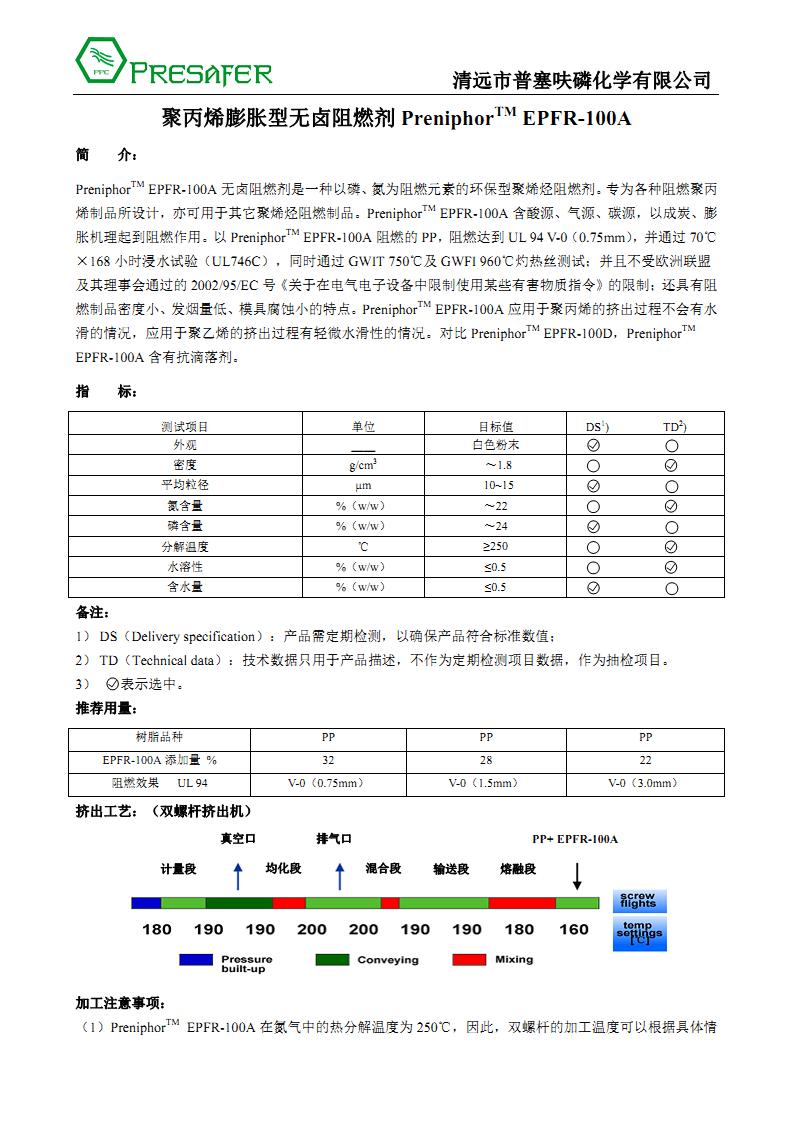 PPC PRESAFER
清远市普塞呋磷化学有限公司
聚丙烯膨胀型无卤阻燃剂 Preniphor™ EPFR-100A
简 介：
Preniphor™ EPFR-100A 无卤阻燃剂是一种以磷、氮为阻燃元素的环保型聚烯烃阻燃剂。专为各种阻燃聚丙
烯制品所设计，亦可用于其它聚烯烃阻燃制品。Preniphor™ EPFR-100A 含酸源、气源、碳源，以成炭、膨
胀机理起到阻燃作用。以 Preniphor™ EPFR-100A 阻燃的 PP，阻燃达到 UL 94 V-0（0.75mm），并通过 70℃
×168 小时浸水试验（UL746C），同时通过 GWIT 750℃及 GWFI 960℃灼热丝测试；并且不受欧洲联盟
及其理事会通过的 2002/95/EC 号《关于在电气电子设备中限制使用某些有害物质指令》的限制；还具有阻
燃制品密度小、发烟量低、模具腐蚀小的特点。Preniphor™ EPFR-100A 应用于聚丙烯的挤出过程不会有水
滑的情况，应用于聚乙烯的挤出过程有轻微水滑性的情况。对比 Preniphor™ EPFR-100D，Preniphor™
EPFR-100A 含有抗滴落剂。
指 标：
测试项目 单位 目标值 DS1) TD2)
外观 ___ 白色粉末 ☑ ○
密度 g/cm³ ～1.8 ○ ☑
平均粒径 μm 10~15 ☑ ○
氮含量 %（w/w） ～22 ○ ☑
磷含量 %（w/w） ～24 ☑ ○
分解温度 ℃ ≥250 ○ ☑
水溶性 %（w/w） ≤0.5 ○ ☑
含水量 %（w/w） ≤0.5 ☑ ○
备注：
1） DS（Delivery specification）：产品需定期检测，以确保产品符合标准数值；
2） TD（Technical data）：技术数据只用于产品描述，不作为定期检测项目数据，作为抽检项目。
3） ☑表示选中。
推荐用量：
树脂品种 PP PP PP
EPFR-100A 添加量 % 32 28 22
阻燃效果 UL 94 V-0（0.75mm） V-0（1.5mm） V-0（3.0mm）
挤出工艺：（双螺杆挤出机）
真空口 排气口 PP+ EPFR-100A
计量段 均化段 混合段 输送段 熔融段
screw
flights
180 190 190 200 200 190 190 180 160
temp
settings
[℃]
Pressure
built-up
Conveying
Mixing
加工注意事项：
（1）Preniphor™ EPFR-100A 在氮气中的热分解温度为 250℃，因此，双螺杆的加工温度可以根据具体情